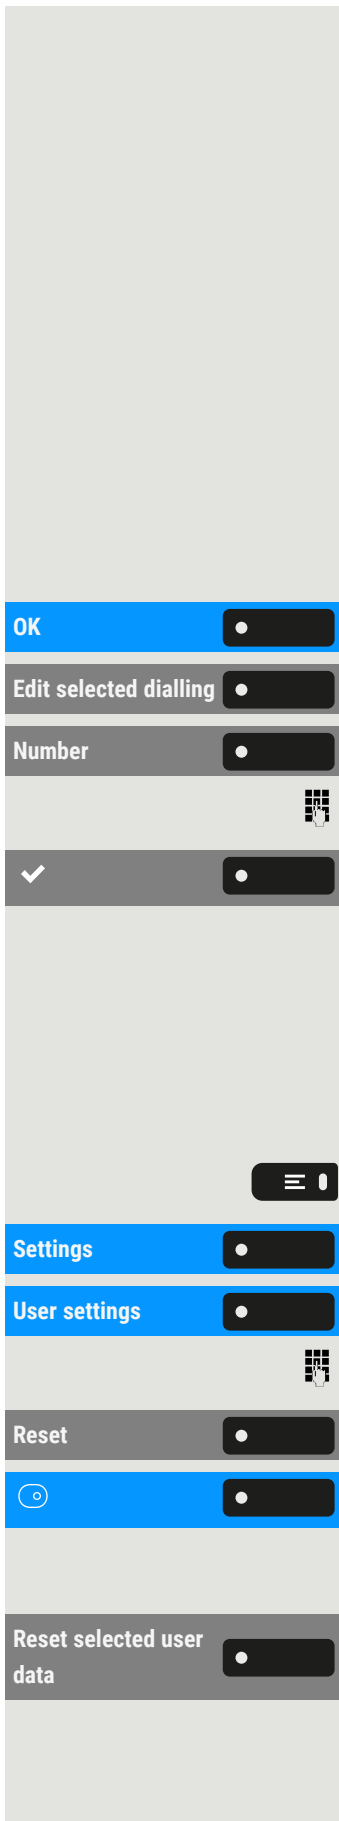 OK
Edit selected dialling
Number
Settings
User settings
Reset
Reset selected user
data